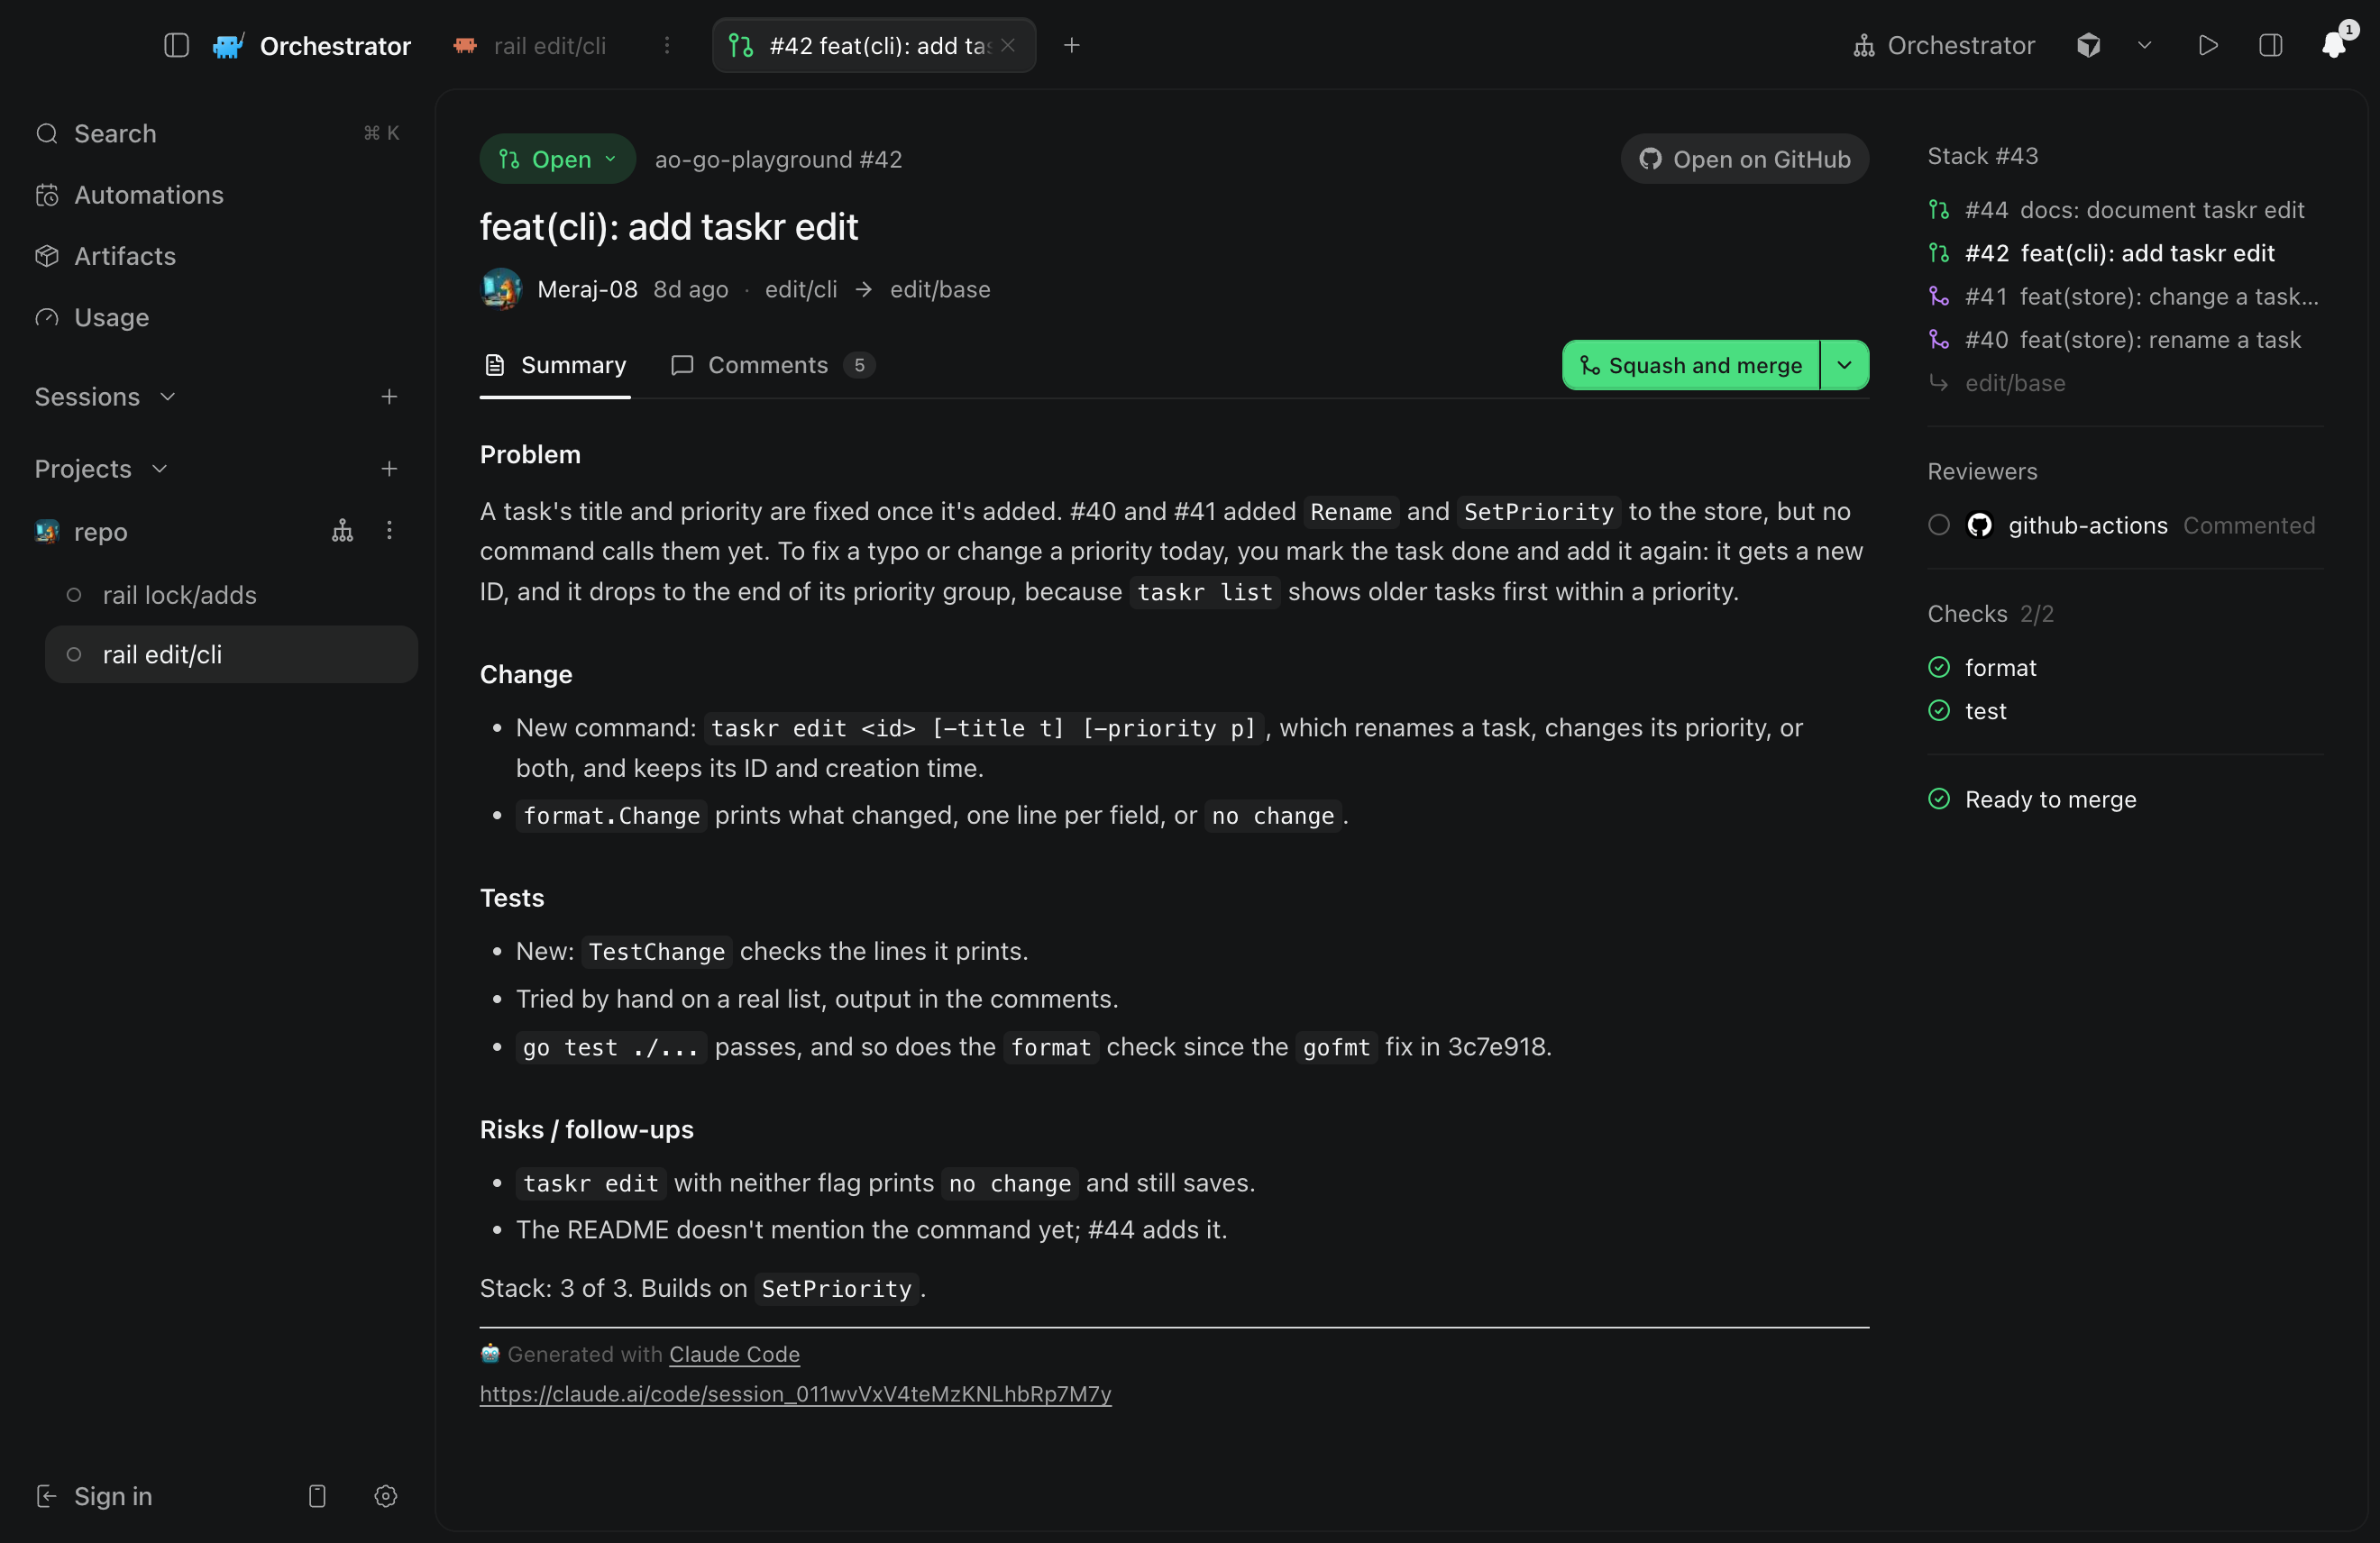 Orchestrator
rail edit/cli
#42 feat(cli): add tas
Orchestrator
1
Search
⌘ K
Automations
Artifacts
Usage
Sessions
Projects
repo
rail lock/adds
rail edit/cli
Sign in
Open
ao-go-playground #42
Open on GitHub
feat(cli): add taskr edit
Meraj-08 8d ago · edit/cli → edit/base
Summary
Comments 5
Squash and merge
Problem
A task's title and priority are fixed once it's added. #40 and #41 added Rename and SetPriority to the store, but no
command calls them yet. To fix a typo or change a priority today, you mark the task done and add it again: it gets a new
ID, and it drops to the end of its priority group, because taskr list shows older tasks first within a priority.
Change
• New command: taskr edit <id> [-title t] [-priority p], which renames a task, changes its priority, or
both, and keeps its ID and creation time.
• format.Change prints what changed, one line per field, or no change.
Tests
• New: TestChange checks the lines it prints.
• Tried by hand on a real list, output in the comments.
• go test ./... passes, and so does the format check since the gofmt fix in 3c7e918.
Risks / follow-ups
• taskr edit with neither flag prints no change and still saves.
• The README doesn't mention the command yet; #44 adds it.
Stack: 3 of 3. Builds on SetPriority.
🤖 Generated with Claude Code
https://claude.ai/code/session_011wvVxV4teMzKNLhbRp7M7y
Stack #43
#44 docs: document taskr edit
#42 feat(cli): add taskr edit
#41 feat(store): change a task...
#40 feat(store): rename a task
edit/base
Reviewers
github-actions Commented
Checks 2/2
format
test
Ready to merge